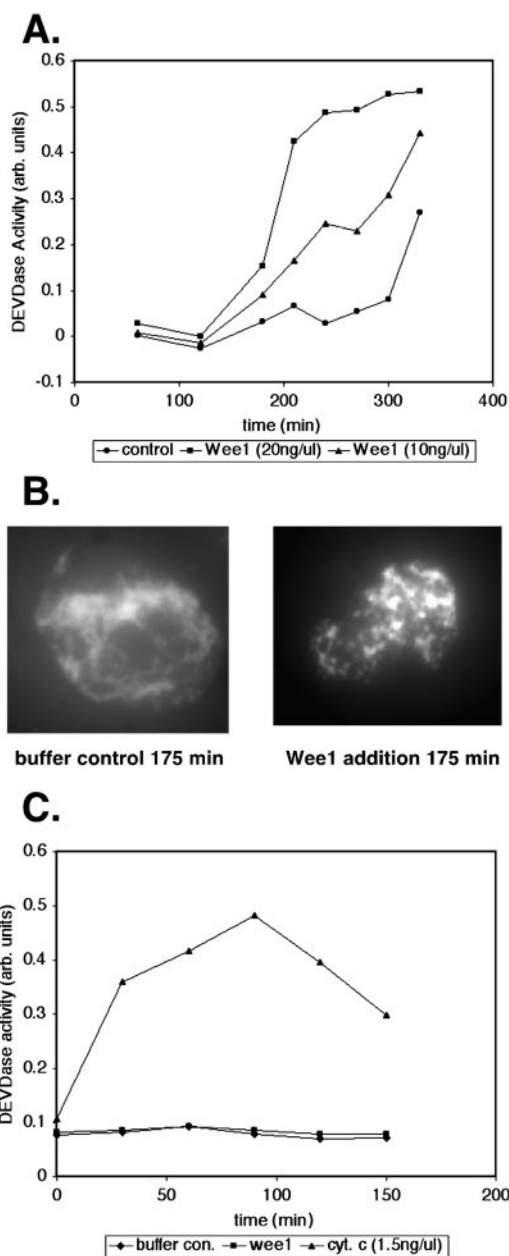 A.
DEVDase Activity (arb. units)
0.6
0.5
0.4
0.3
0.2
0.1
0
-0.1
0 100 200 300 400
time (min)
control Wee1 (20ng/ul) Wee1 (10ng/ul)
B.
buffer control 175 min Wee1 addition 175 min
C.
DEVDase activity (arb. units)
0.6
0.5
0.4
0.3
0.2
0.1
0
0 50 100 150 200
time (min)
buffer con. wee1 cyt. c (1.5ng/ul)